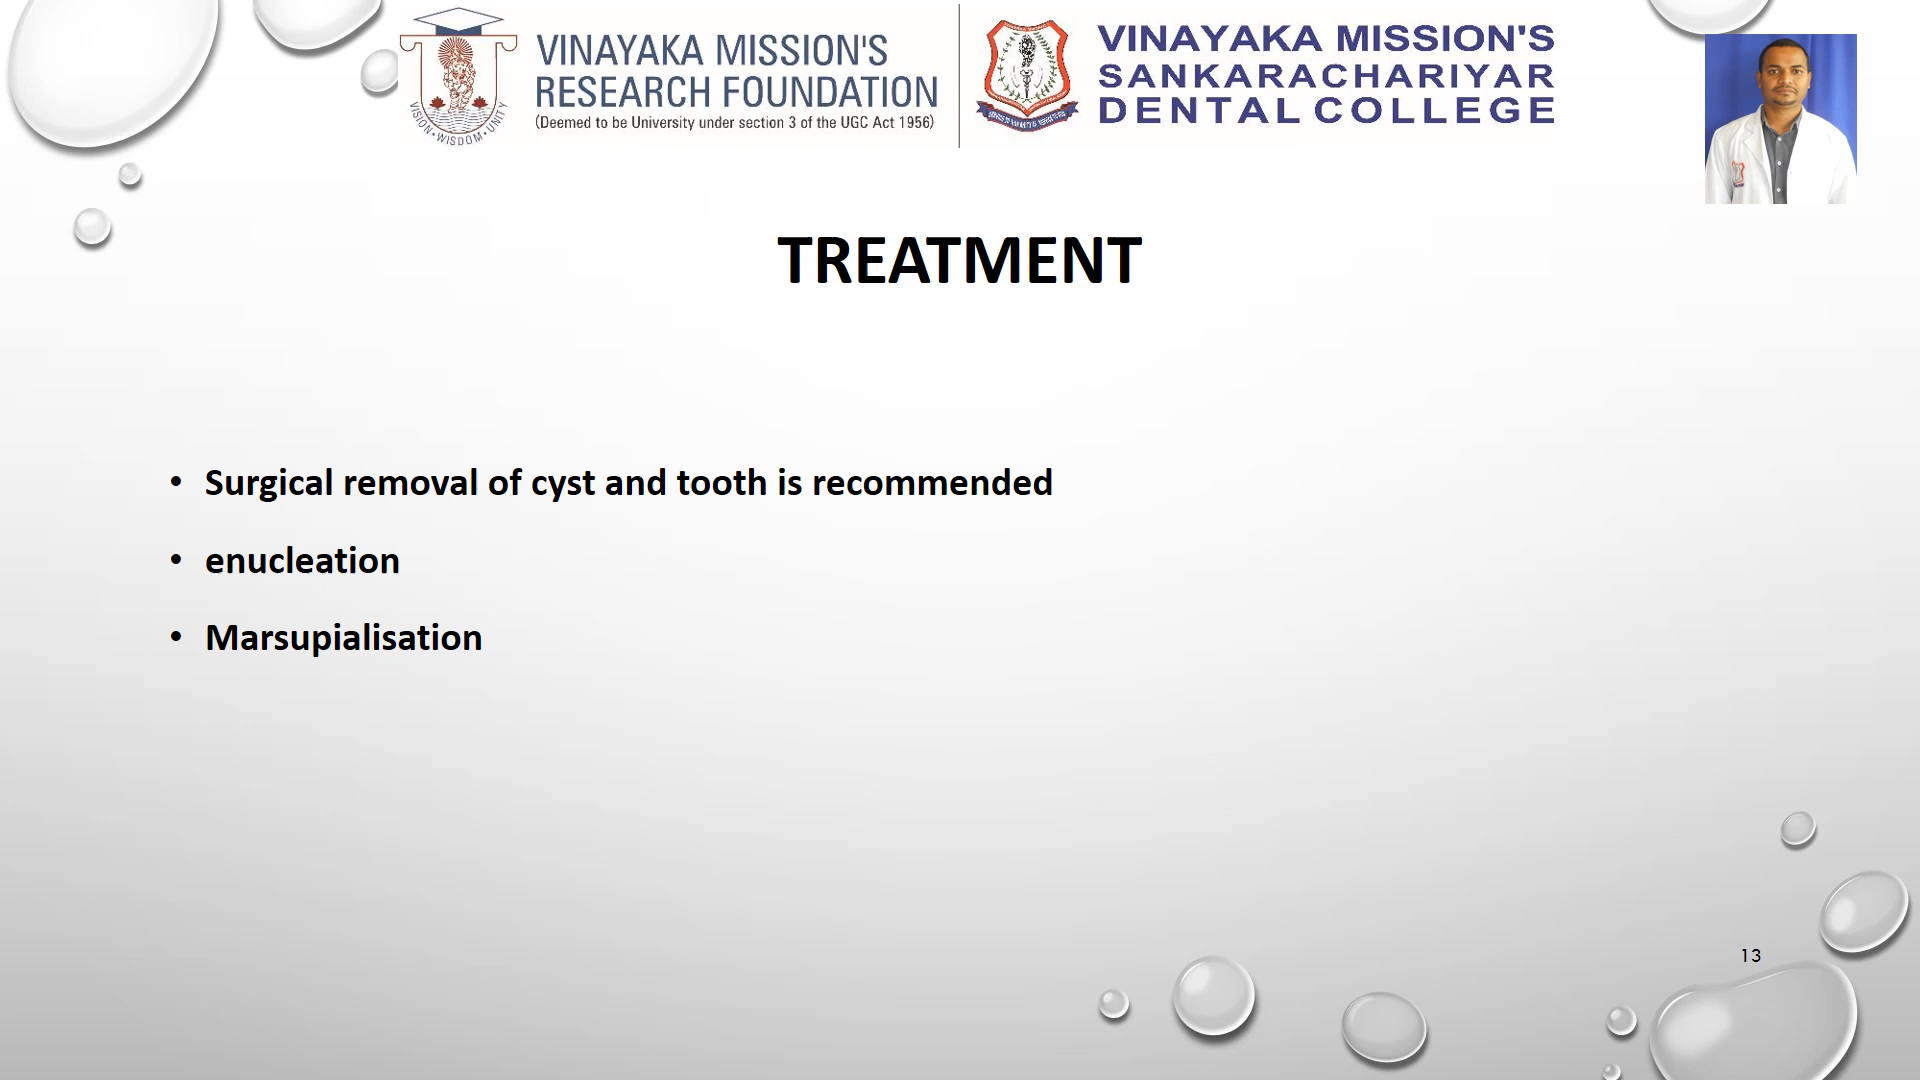 VISION • WISDOM • UNITY
VINAYAKA MISSION'S
RESEARCH FOUNDATION
(Deemed to be University under section 3 of the UGC Act 1956)
VINAYAKA MISSION'S
SANKARACHARIYAR
DENTAL COLLEGE
TREATMENT
• Surgical removal of cyst and tooth is recommended
• enucleation
• Marsupialisation
13